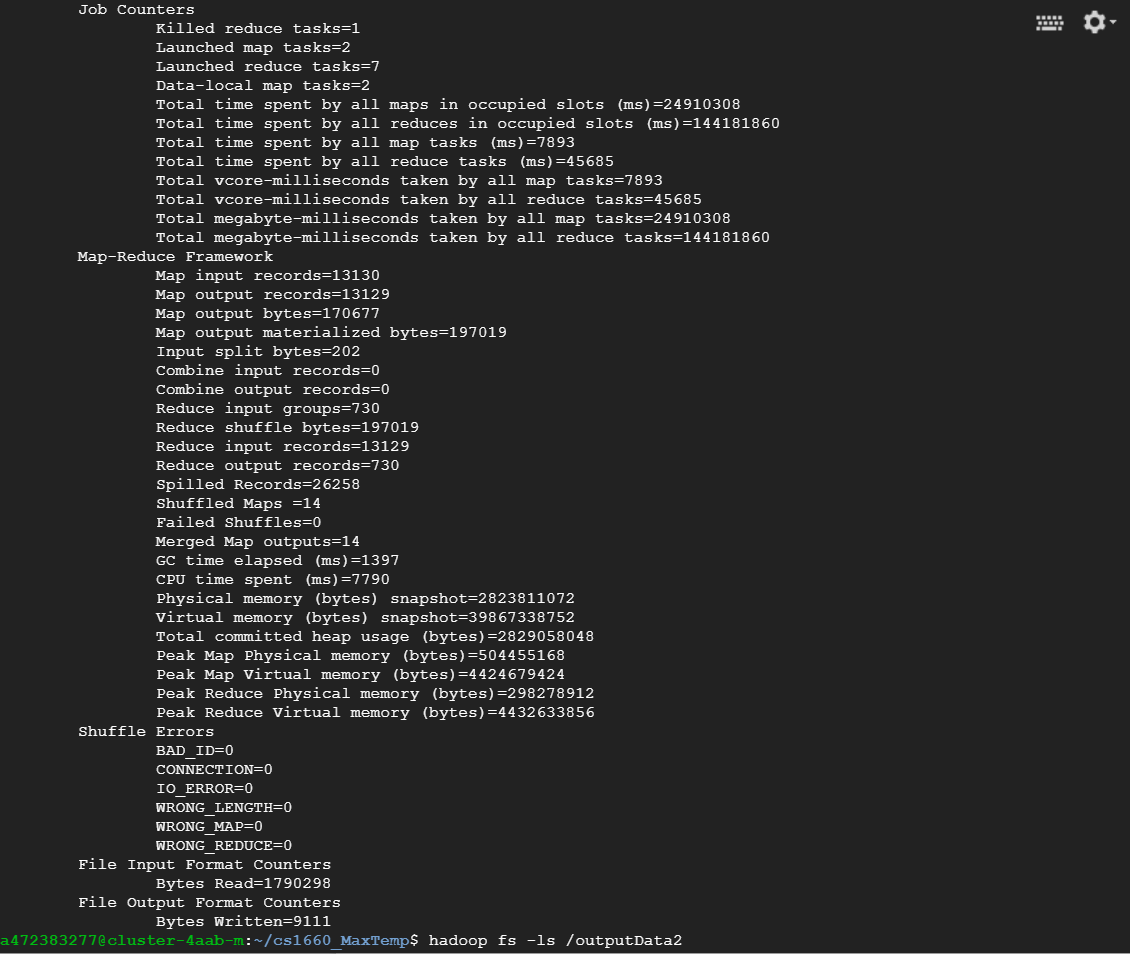 Job Counters
Killed reduce tasks=1
Launched map tasks=2
Launched reduce tasks=7
Data-local map tasks=2
Total time spent by all maps in occupied slots (ms)=24910308
Total time spent by all reduces in occupied slots (ms)=144181860
Total time spent by all map tasks (ms)=7893
Total time spent by all reduce tasks (ms)=45685
Total vcore-milliseconds taken by all map tasks=7893
Total vcore-milliseconds taken by all reduce tasks=45685
Total megabyte-milliseconds taken by all map tasks=24910308
Total megabyte-milliseconds taken by all reduce tasks=144181860
Map-Reduce Framework
Map input records=13130
Map output records=13129
Map output bytes=170677
Map output materialized bytes=197019
Input split bytes=202
Combine input records=0
Combine output records=0
Reduce input groups=730
Reduce shuffle bytes=197019
Reduce input records=13129
Reduce output records=730
Spilled Records=26258
Shuffled Maps =14
Failed Shuffles=0
Merged Map outputs=14
GC time elapsed (ms)=1397
CPU time spent (ms)=7790
Physical memory (bytes) snapshot=2823811072
Virtual memory (bytes) snapshot=39867338752
Total committed heap usage (bytes)=2829058048
Peak Map Physical memory (bytes)=504455168
Peak Map Virtual memory (bytes)=4424679424
Peak Reduce Physical memory (bytes)=298278912
Peak Reduce Virtual memory (bytes)=4432633856
Shuffle Errors
BAD_ID=0
CONNECTION=0
IO_ERROR=0
WRONG_LENGTH=0
WRONG_MAP=0
WRONG_REDUCE=0
File Input Format Counters
Bytes Read=1790298
File Output Format Counters
Bytes Written=9111
a472383277@cluster-4aab-m:~/cs1660_MaxTemp$ hadoop fs -ls /outputData2